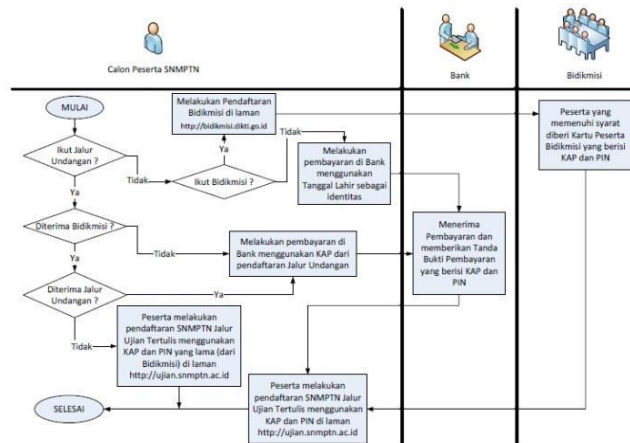 Calon Peserta SNMPTN
Bank
Bidikmisi
MULAI
Melakukan Pendaftaran
Bidikmisi di laman
http://bidikmisi.dikti.go.id
Peserta yang
memenuhi syarat
diberi Kartu Peserta
Bidikmisi yang berisi
KAP dan PIN
Ikut Jalur
Undangan ?
Tidak
Ikut Bidikmisi ?
Ya
Tidak
Melakukan
pembayaran di Bank
menggunakan
Tanggal Lahir sebagai
identitas
Ya
Diterima Bidikmisi ?
Tidak
Melakukan pembayaran di
Bank menggunakan KAP dari
pendaftaran Jalur Undangan
Menerima
Pembayaran dan
memberikan Tanda
Bukti Pembayaran
yang berisi KAP dan
PIN
Ya
Diterima Jalur
Undangan ?
Ya
Tidak
Peserta melakukan
pendaftaran SNMPTN Jalur
Ujian Tertulis menggunakan
KAP dan PIN yang lama (dari
Bidikmisi) di laman
http://ujian.snmptn.ac.id
Peserta melakukan
pendaftaran SNMPTN Jalur
Ujian Tertulis menggunakan
KAP dan PIN di laman
http://ujian.snmptn.ac.id
SELESAI